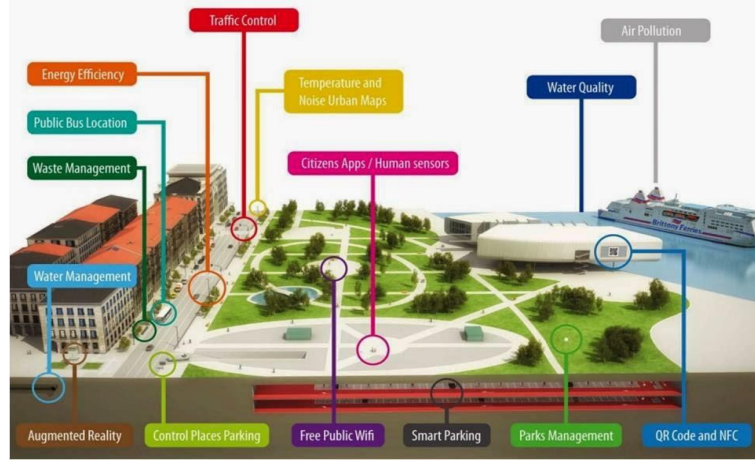 Traffic Control
Air Pollution
Energy Efficiency
Temperature and
Noise Urban Maps
Water Quality
Public Bus Location
Waste Management
Citizens Apps / Human sensors
Brittany Ferries
Water Management
Augmented Reality
Control Places Parking
Free Public Wifi
Smart Parking
Parks Management
QR Code and NFC